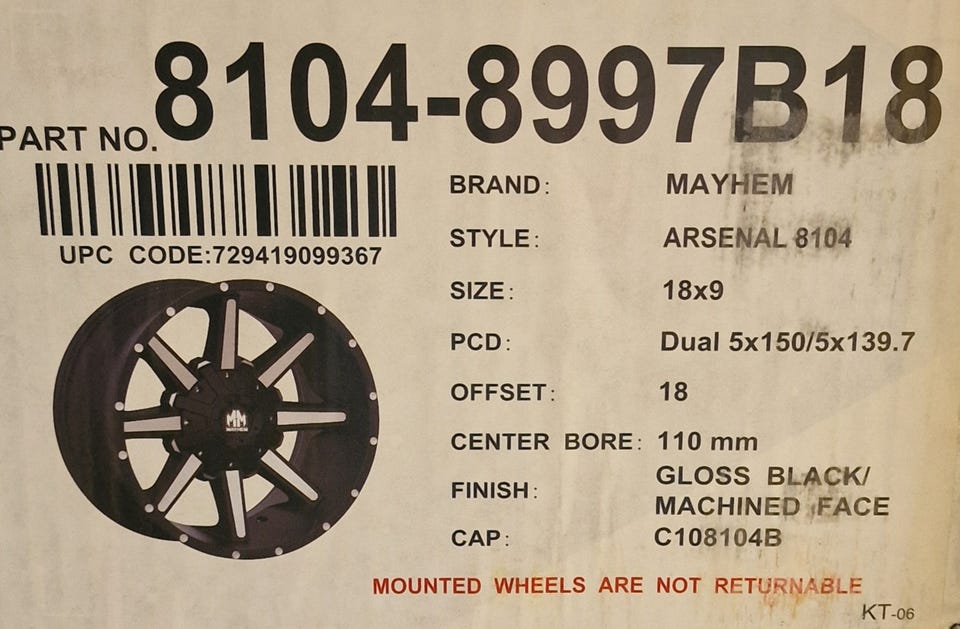 8104-8997B18
PART NO.
UPC CODE:729419099367
BRAND: MAYHEM
STYLE: ARSENAL 8104
SIZE: 18x9
PCD: Dual 5x150/5x139.7
OFFSET: 18
CENTER BORE: 110 mm
FINISH: GLOSS BLACK/
MACHINED FACE
CAP: C108104B
MM
MAYHEM
MOUNTED WHEELS ARE NOT RETURNABLE
KT-06